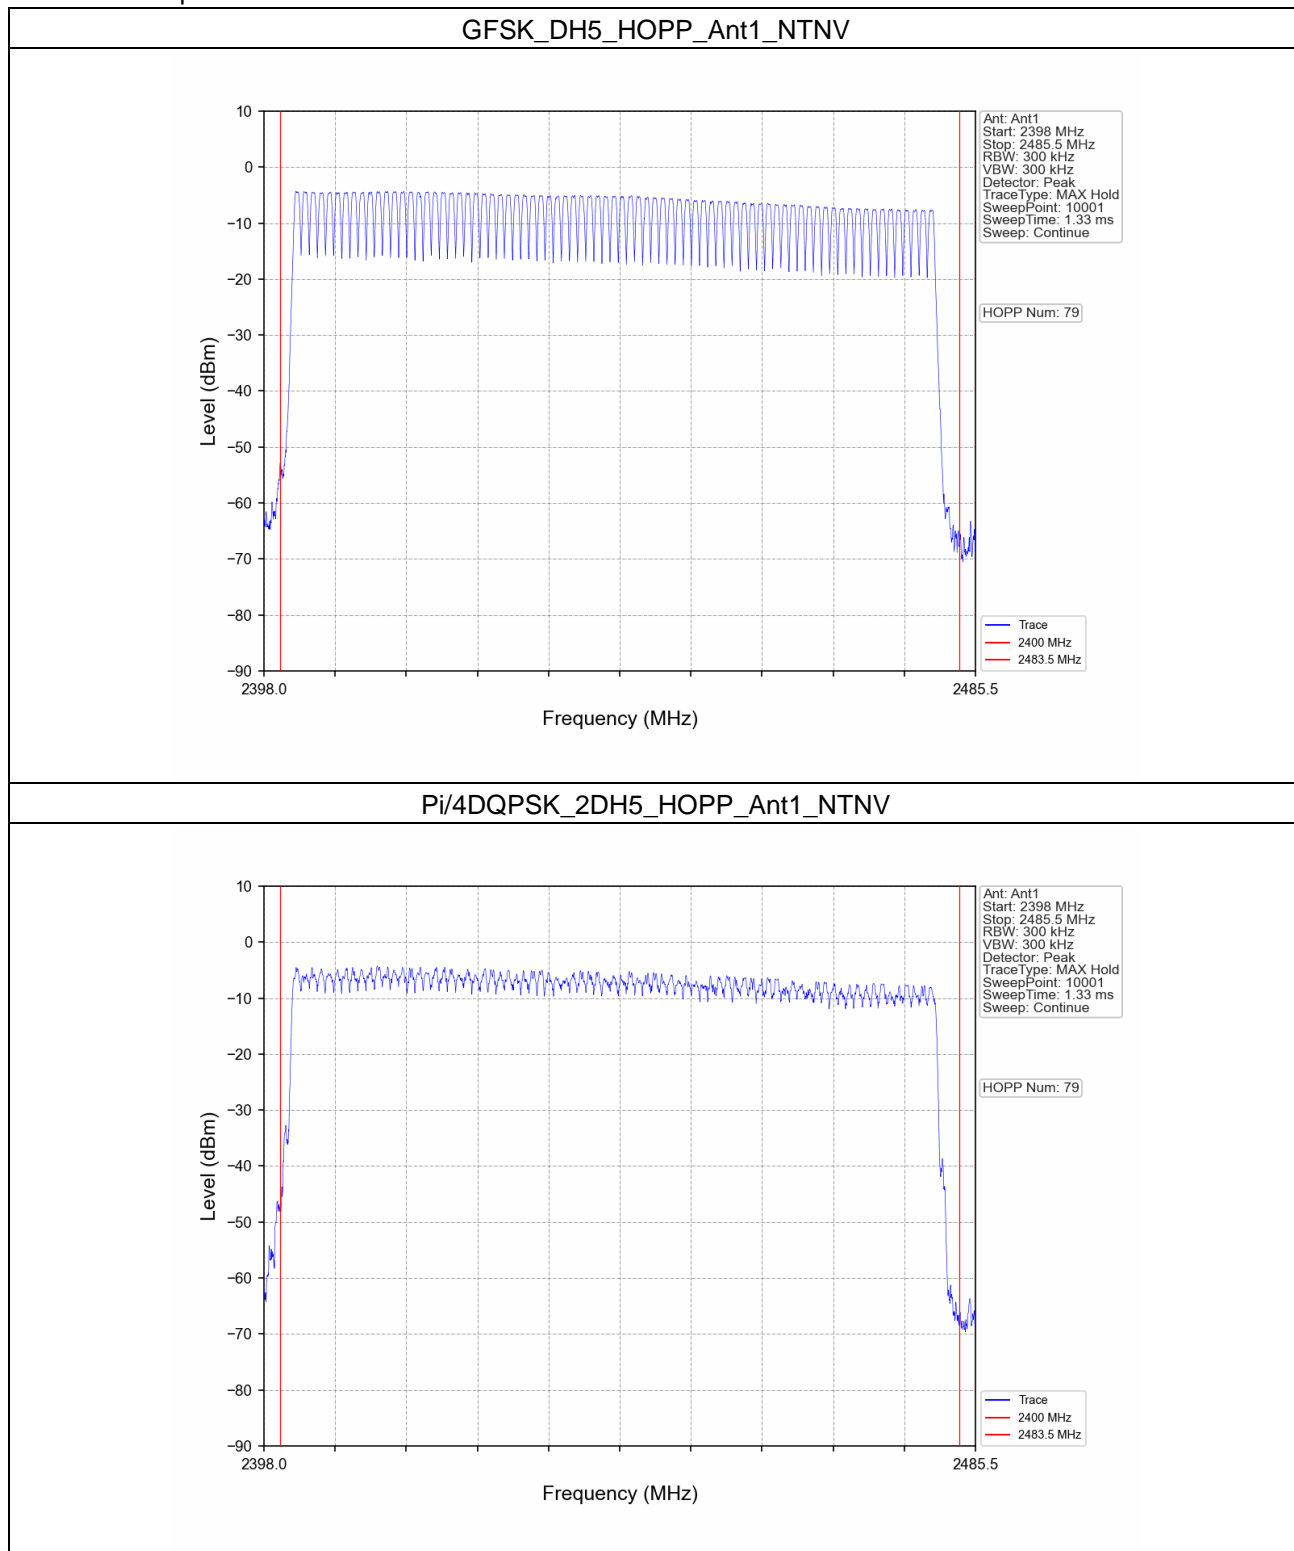 GFSK_DH5_HOPP_Ant1_NTNV
10
0
−10
−20
−30
−40
−50
−60
−70
−80
−90
Level (dBm)
2398.0
2485.5
Frequency (MHz)
Ant: Ant1
Start: 2398 MHz
Stop: 2485.5 MHz
RBW: 300 kHz
VBW: 300 kHz
Detector: Peak
TraceType: MAX Hold
SweepPoint: 10001
SweepTime: 1.33 ms
Sweep: Continue
HOPP Num: 79
Trace
2400 MHz
2483.5 MHz
Pi/4DQPSK_2DH5_HOPP_Ant1_NTNV
10
0
−10
−20
−30
−40
−50
−60
−70
−80
−90
Level (dBm)
2398.0
2485.5
Frequency (MHz)
Ant: Ant1
Start: 2398 MHz
Stop: 2485.5 MHz
RBW: 300 kHz
VBW: 300 kHz
Detector: Peak
TraceType: MAX Hold
SweepPoint: 10001
SweepTime: 1.33 ms
Sweep: Continue
HOPP Num: 79
Trace
2400 MHz
2483.5 MHz